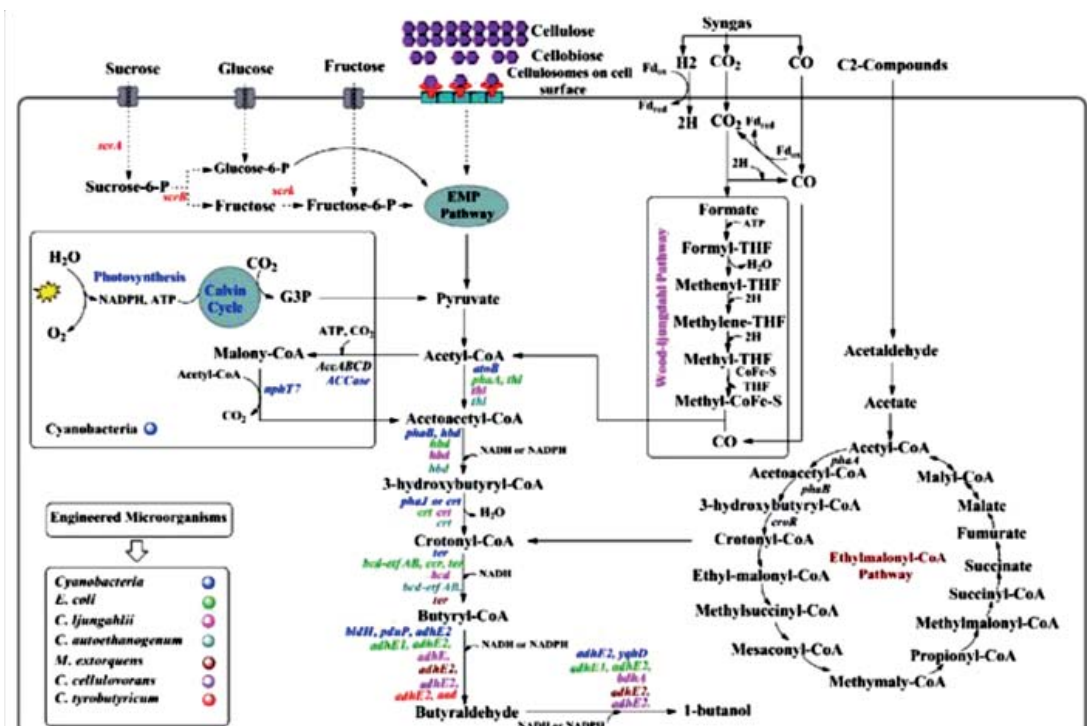 Cellulose
Cellobiose
Cellulosomes on cell
surface
Syngas
H2 CO2 CO
C2-Compounds
Sucrose
Glucose
Fructose
Fdox
Fdred
2H
CO2
Fdred
Fdox
2H
CO
scrA
Sucrose-6-P
scrB
Glucose-6-P
Fructose
scrk
Fructose-6-P
EMP
Pathway
H2O
Photosynthesis
NADPH, ATP
O2
Calvin
Cycle
CO2
G3P
Pyruvate
ATP, CO2
Malony-CoA
AccABCD
ACCase
Acetyl-CoA
nphT7
CO2
Cyanobacteria
Acetyl-CoA
atoB
phaA, thl
thl
thl
Acetoacetyl-CoA
phaB, hbd
hbd
hbd
hbd
NADH or NADPH
3-hydroxybutyryl-CoA
phaJ or crt
crt crt
crt
H2O
Crotonyl-CoA
ter
bcd-etf AB, ccr, ter
bcd-etf AB,
ter
NADH
Butyryl-CoA
bldH, pduP, adhE2
adhE1, adhE2,
adhE,
adhE2,
adhE2,
adhE2, aad
NADH or NADPH
Butyraldehyde
adhE2, yqhD
adhE1, adhE2,
bdhA
adhE2,
adhE2,
NADH or NADPH
1-butanol
Wood-ljungdahl Pathway
Formate
ATP
Formyl-THF
H2O
Methenyl-THF
2H
Methylene-THF
2H
Methyl-THF
CoFe-S
THF
Methyl-CoFe-S
CO
Acetaldehyde
Acetate
Acetyl-CoA
phaA
Acetoacetyl-CoA
phaB
3-hydroxybutyryl-CoA
croR
Crotonyl-CoA
Ethyl-malonyl-CoA
Methylsuccinyl-CoA
Mesaconyl-CoA
Methymaly-CoA
Propionyl-CoA
Methylmalonyl-CoA
Succinyl-CoA
Succinate
Fumurate
Malate
Malyl-CoA
Ethylmalonyl-CoA
Pathway
Engineered Microorganisms
Cyanobacteria
E. coli
C. ljungahlii
C. autoethanogenum
M. extorquens
C. cellulovorans
C. tyrobutyricum